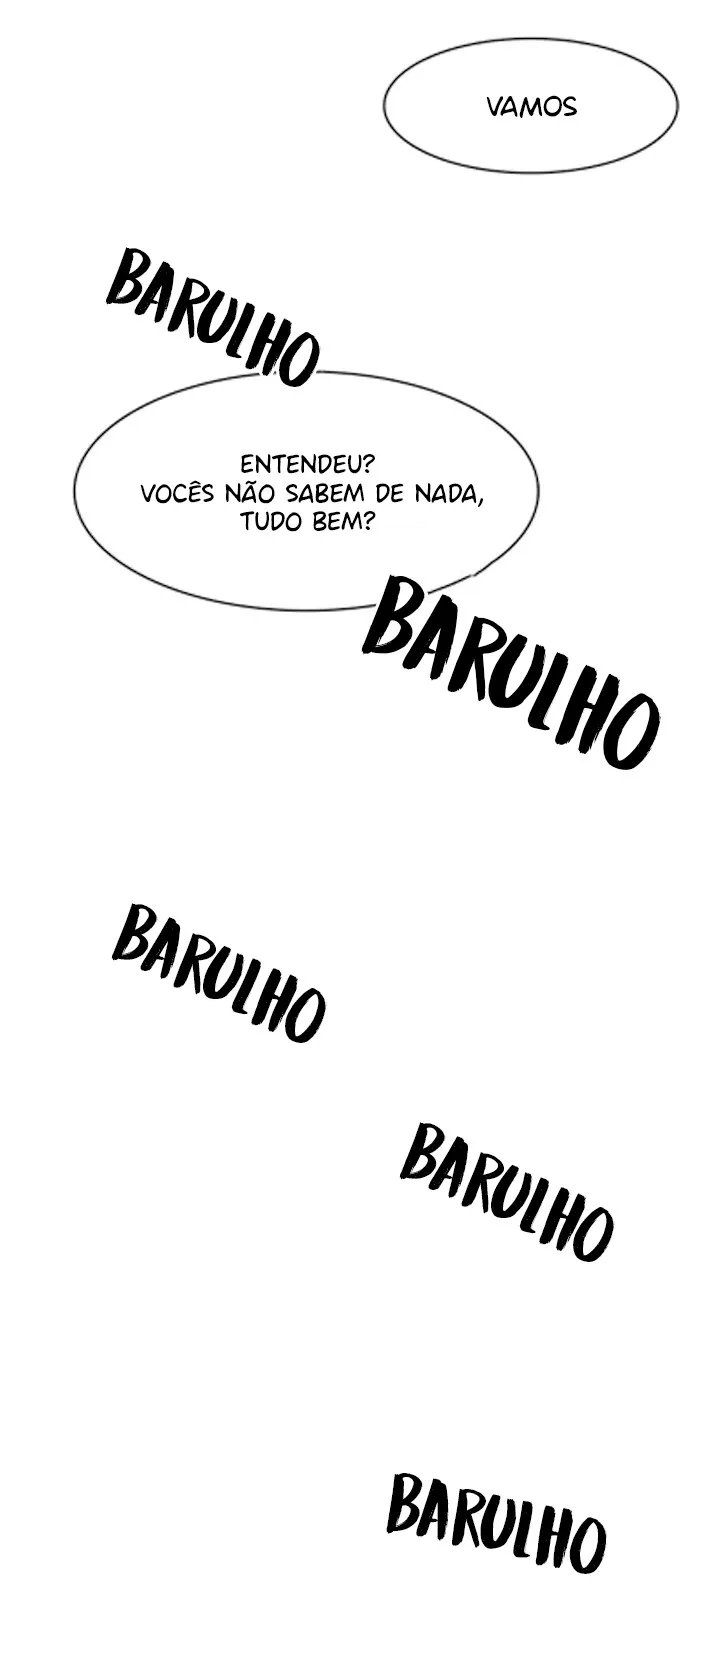 VAMOS
BARULHO
ENTENDEU?
VOCÊS NÃO SABEM DE NADA,
TUDO BEM?
BARULHO
BARULHO
BARULHO
BARULHO